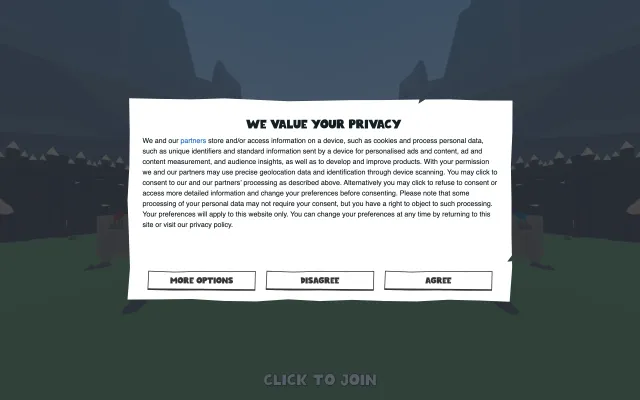 WE VALUE YOUR PRIVACY
We and our partners store and/or access information on a device, such as cookies and process personal data,
such as unique identifiers and standard information sent by a device for personalised ads and content, ad and
content measurement, and audience insights, as well as to develop and improve products. With your permission
we and our partners may use precise geolocation data and identification through device scanning. You may click to
consent to our and our partners' processing as described above. Alternatively you may click to refuse to consent or
access more detailed information and change your preferences before consenting. Please note that some
processing of your personal data may not require your consent, but you have a right to object to such processing.
Your preferences will apply to this website only. You can change your preferences at any time by returning to this
site or visit our privacy policy.
MORE OPTIONS
DISAGREE
AGREE
CLICK TO JOIN